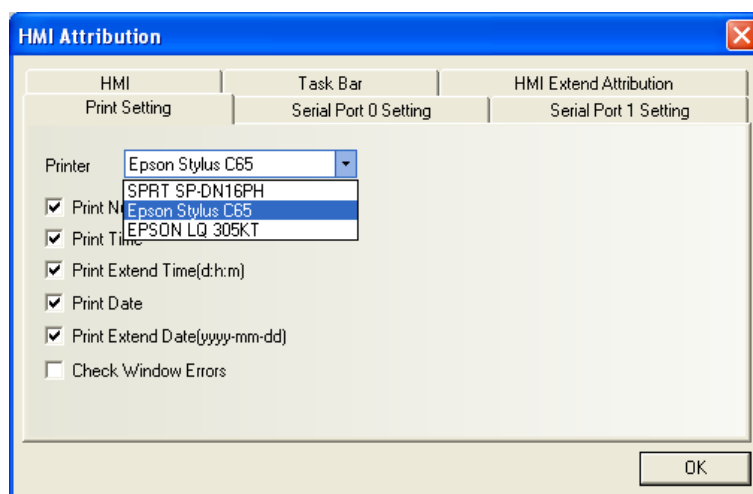 HMI Attribution
HMI
Task Bar
HMI Extend Attribution
Print Setting
Serial Port 0 Setting
Serial Port 1 Setting
Printer
Epson Stylus C65
SPRT SP-DN16PH
Epson Stylus C65
EPSON LQ 305KT
Print
Print Time
Print Extend Time(d:h:m)
Print Date
Print Extend Date(yyyy-mm-dd)
Check Window Errors
OK